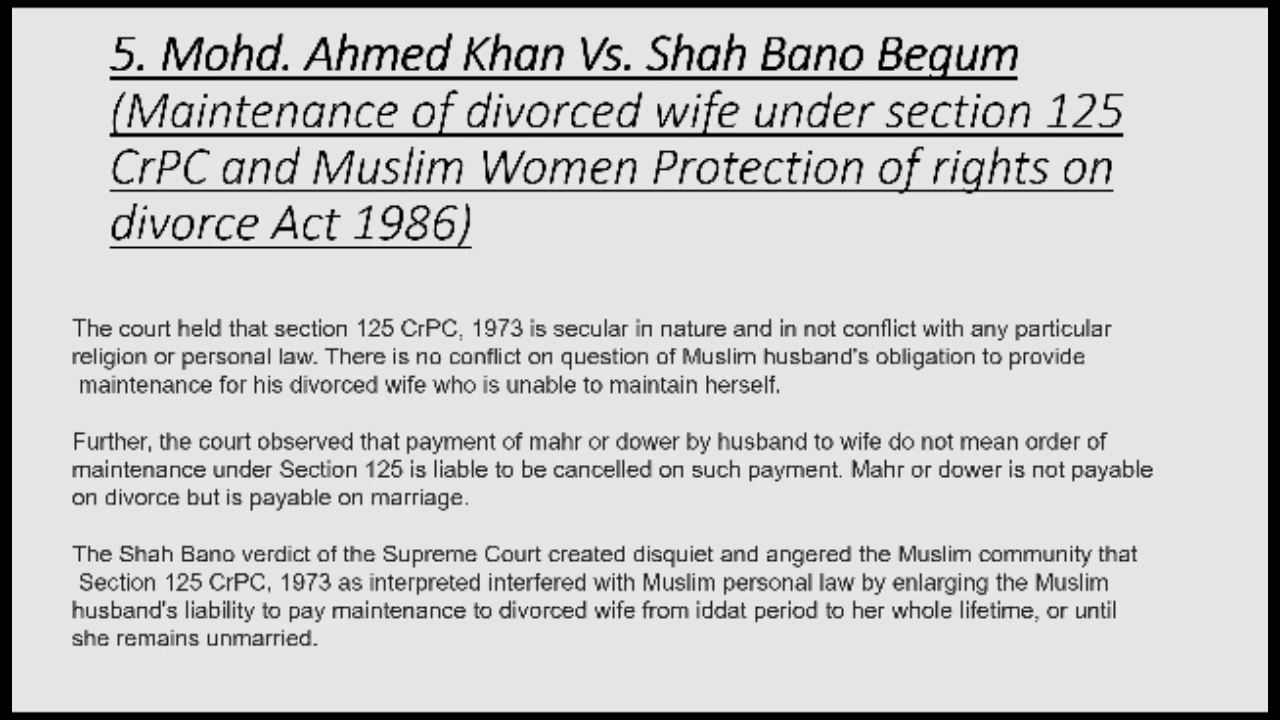 5. Mohd. Ahmed Khan Vs. Shah Bano Begum
(Maintenance of divorced wife under section 125
CrPC and Muslim Women Protection of rights on
divorce Act 1986)
The court held that section 125 CrPC, 1973 is secular in nature and in not conflict with any particular
religion or personal law. There is no conflict on question of Muslim husband's obligation to provide
maintenance for his divorced wife who is unable to maintain herself.
Further, the court observed that payment of mahr or dower by husband to wife do not mean order of
maintenance under Section 125 is liable to be cancelled on such payment. Mahr or dower is not payable
on divorce but is payable on marriage.
The Shah Bano verdict of the Supreme Court created disquiet and angered the Muslim community that
Section 125 CrPC, 1973 as interpreted interfered with Muslim personal law by enlarging the Muslim
husband's liability to pay maintenance to divorced wife from iddat period to her whole lifetime, or until
she remains unmarried.